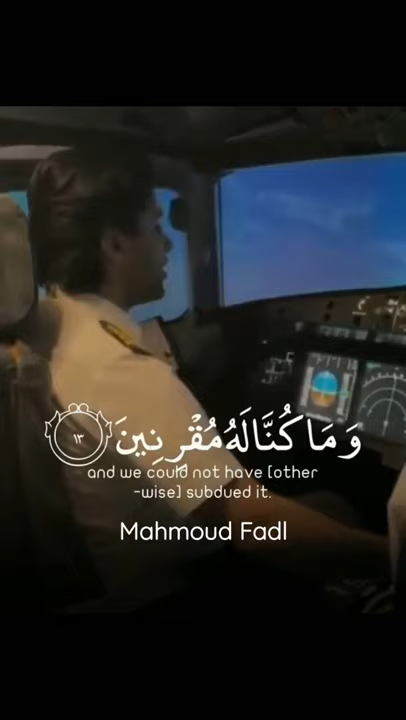 وَمَا كُنَّا لَهُ مُقْرِنِينَ ١٣
and we could not have [other
-wise] subdued it.
Mahmoud Fadl